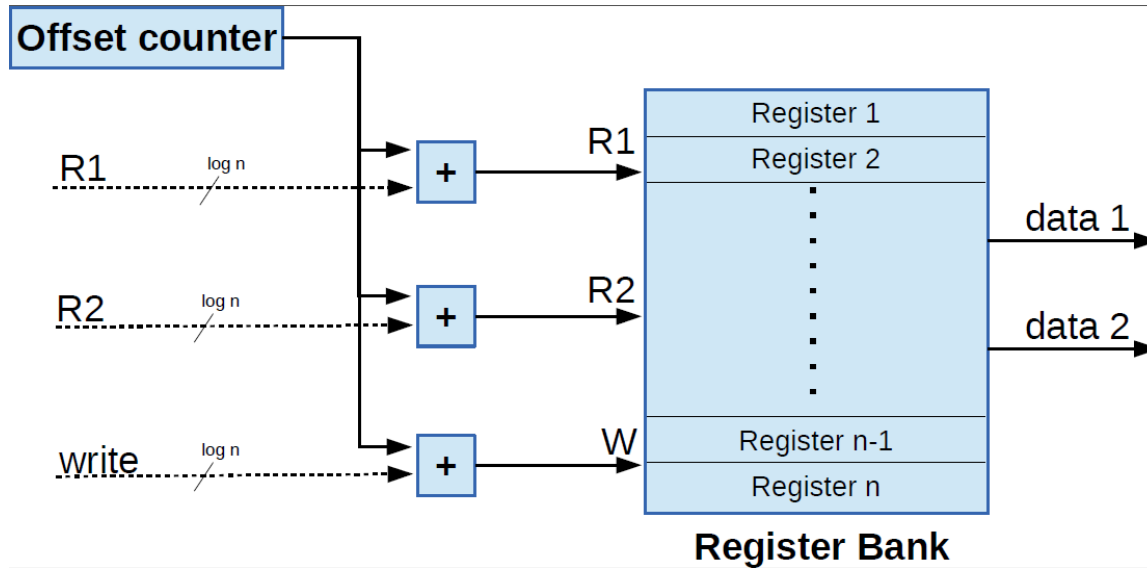 Offset counter
R1
log n
+
R1
R2
log n
+
R2
write
log n
+
W
Register 1
Register 2
Register n-1
Register n
Register Bank
data 1
data 2